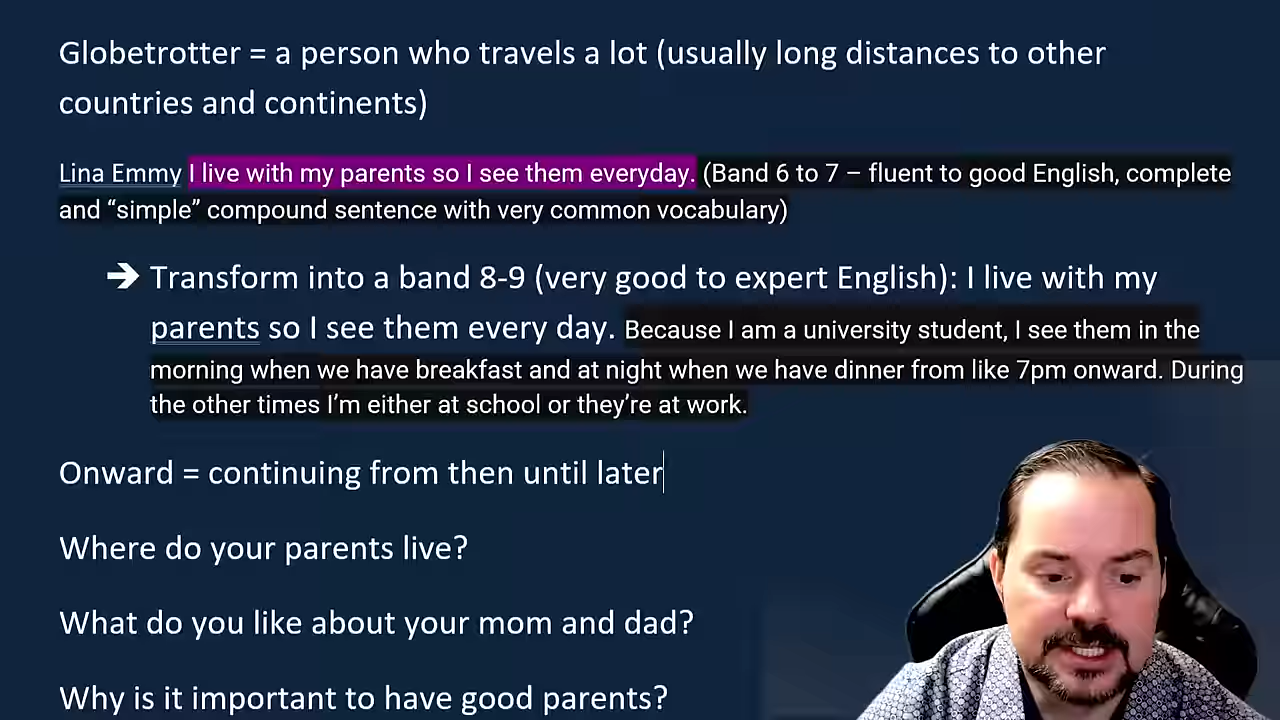 Globetrotter = a person who travels a lot (usually long distances to other
countries and continents)
Lina Emmy I live with my parents so I see them everyday. (Band 6 to 7 – fluent to good English, complete
and “simple” compound sentence with very common vocabulary)
➔ Transform into a band 8-9 (very good to expert English): I live with my
parents so I see them every day. Because I am a university student, I see them in the
morning when we have breakfast and at night when we have dinner from like 7pm onward. During
the other times I’m either at school or they’re at work.
Onward = continuing from then until later
Where do your parents live?
What do you like about your mom and dad?
Why is it important to have good parents?